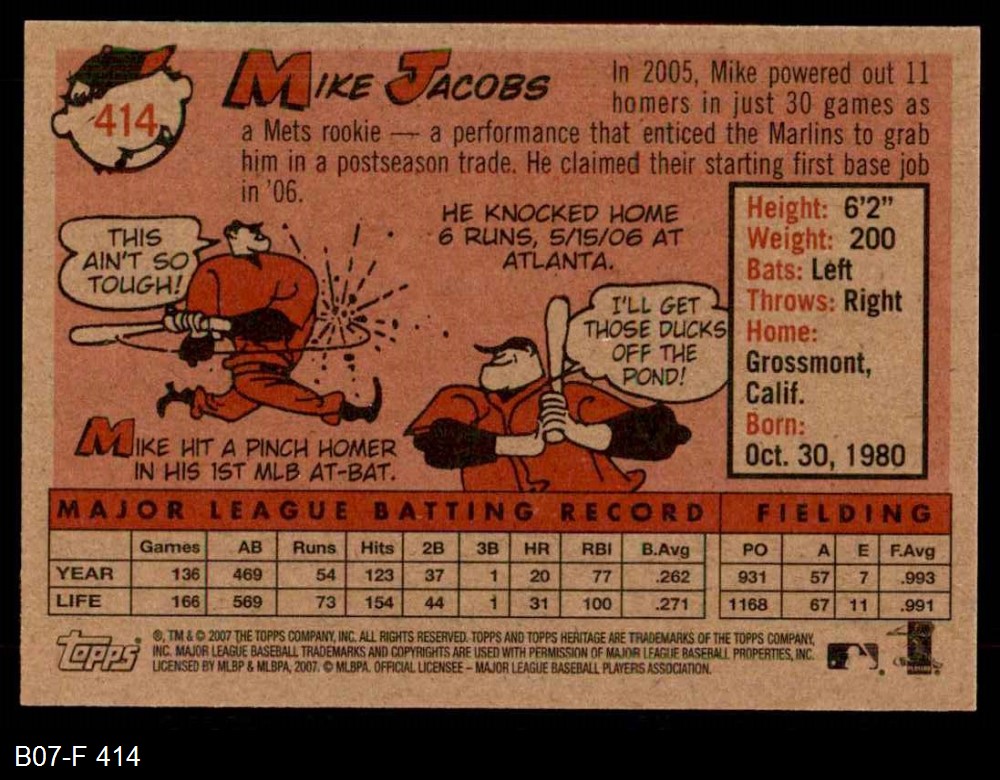 414
MIKE JACOBS
In 2005, Mike powered out 11
homers in just 30 games as
a Mets rookie — a performance that enticed the Marlins to grab
him in a postseason trade. He claimed their starting first base job
in '06.
THIS
AIN'T SO
TOUGH!
MIKE HIT A PINCH HOMER
IN HIS 1ST MLB AT-BAT.
HE KNOCKED HOME
6 RUNS, 5/15/06 AT
ATLANTA.
I'LL GET
THOSE DUCKS
OFF THE
POND!
Height: 6'2”
Weight: 200
Bats: Left
Throws: Right
Home:
Grossmont,
Calif.
Born:
Oct. 30, 1980
MAJOR LEAGUE BATTING RECORD FIELDING
Games AB Runs Hits 2B 3B HR RBI B.Avg PO A E F.Avg
YEAR 136 469 54 123 37 1 20 77 .262 931 57 7 .993
LIFE 166 569 73 154 44 1 31 100 .271 1168 67 11 .991
Topps
®, TM & © 2007 THE TOPPS COMPANY, INC. ALL RIGHTS RESERVED. TOPPS AND TOPPS HERITAGE ARE TRADEMARKS OF THE TOPPS COMPANY,
INC. MAJOR LEAGUE BASEBALL TRADEMARKS AND COPYRIGHTS ARE USED WITH PERMISSION OF MAJOR LEAGUE BASEBALL PROPERTIES, INC.
LICENSED BY MLBP & MLBPA, 2007. © MLBPA. OFFICIAL LICENSEE – MAJOR LEAGUE BASEBALL PLAYERS ASSOCIATION.
B07-F 414